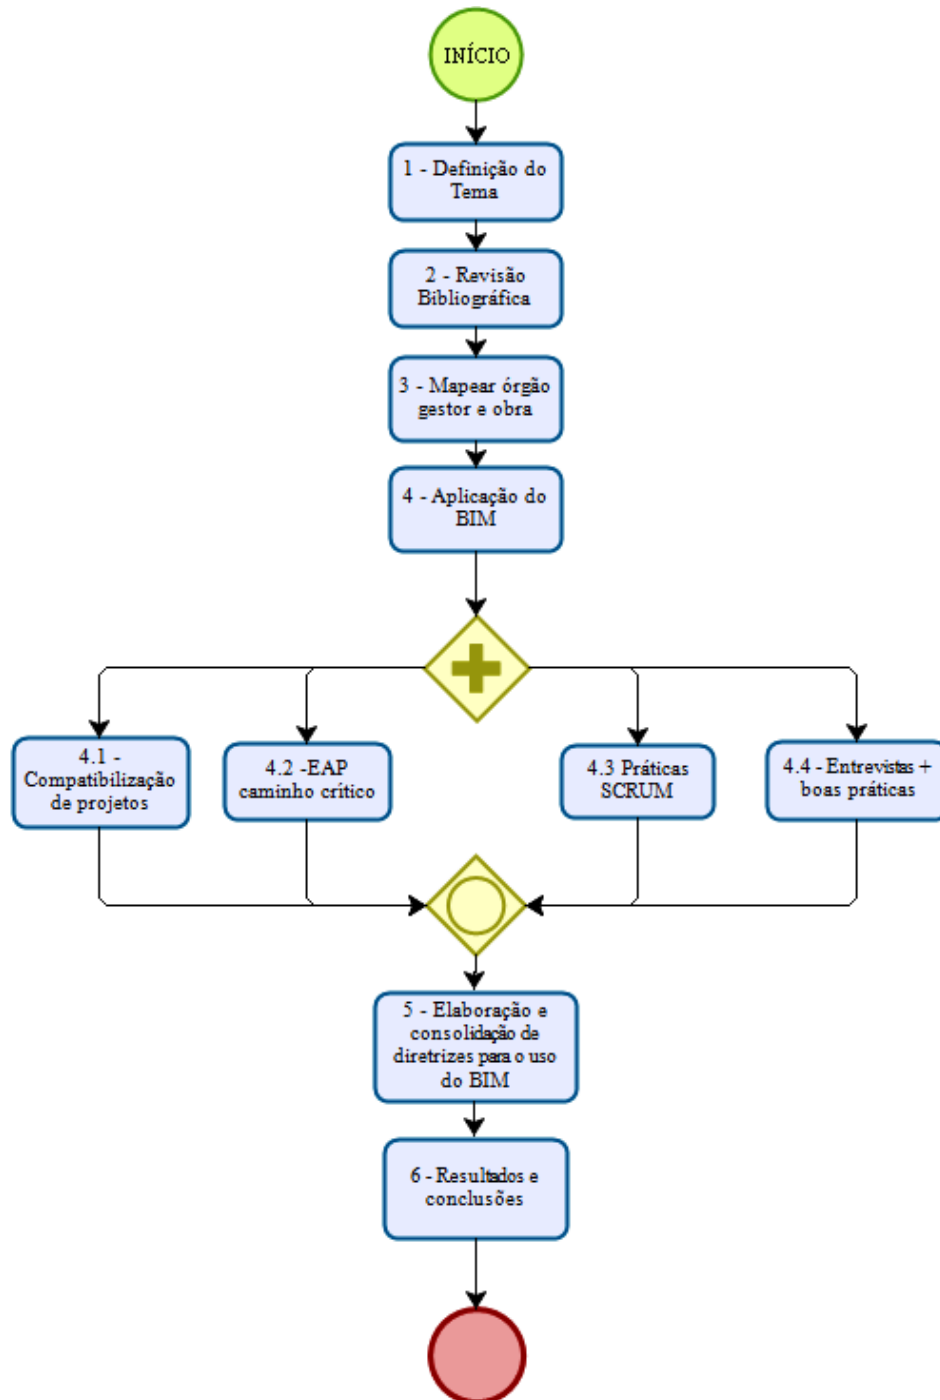 INÍCIO
1 - Definição do
Tema
2 - Revisão
Bibliográfica
3 - Mapear órgão
gestor e obra
4 - Aplicação do
BIM
4.1 -
Compatibilização
de projetos
4.2 -EAP
caminho crítico
4.3 Práticas
SCRUM
4.4 - Entrevistas +
boas práticas
5 - Elaboração e
consolidação de
diretrizes para o uso
do BIM
6 - Resultados e
conclusões